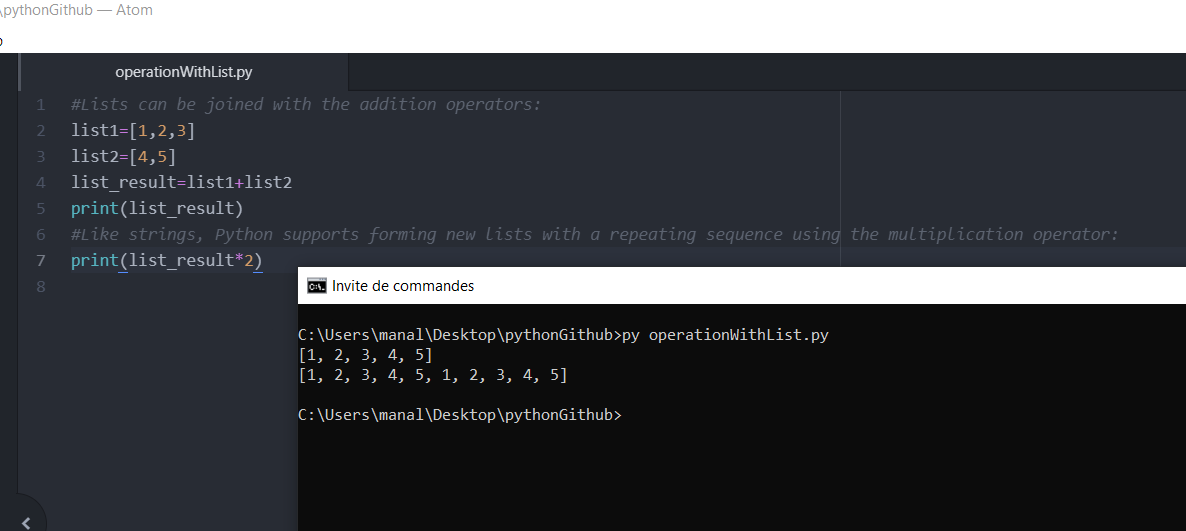 \pythonGithub — Atom
operationWithList.py
1 #Lists can be joined with the addition operators:
2 list1=[1,2,3]
3 list2=[4,5]
4 list_result=list1+list2
5 print(list_result)
6 #Like strings, Python supports forming new lists with a repeating sequence using the multiplication operator:
7 print(list_result*2)
8
Invite de commandes
C:\Users\manal\Desktop\pythonGithub>py operationWithList.py
[1, 2, 3, 4, 5]
[1, 2, 3, 4, 5, 1, 2, 3, 4, 5]
C:\Users\manal\Desktop\pythonGithub>